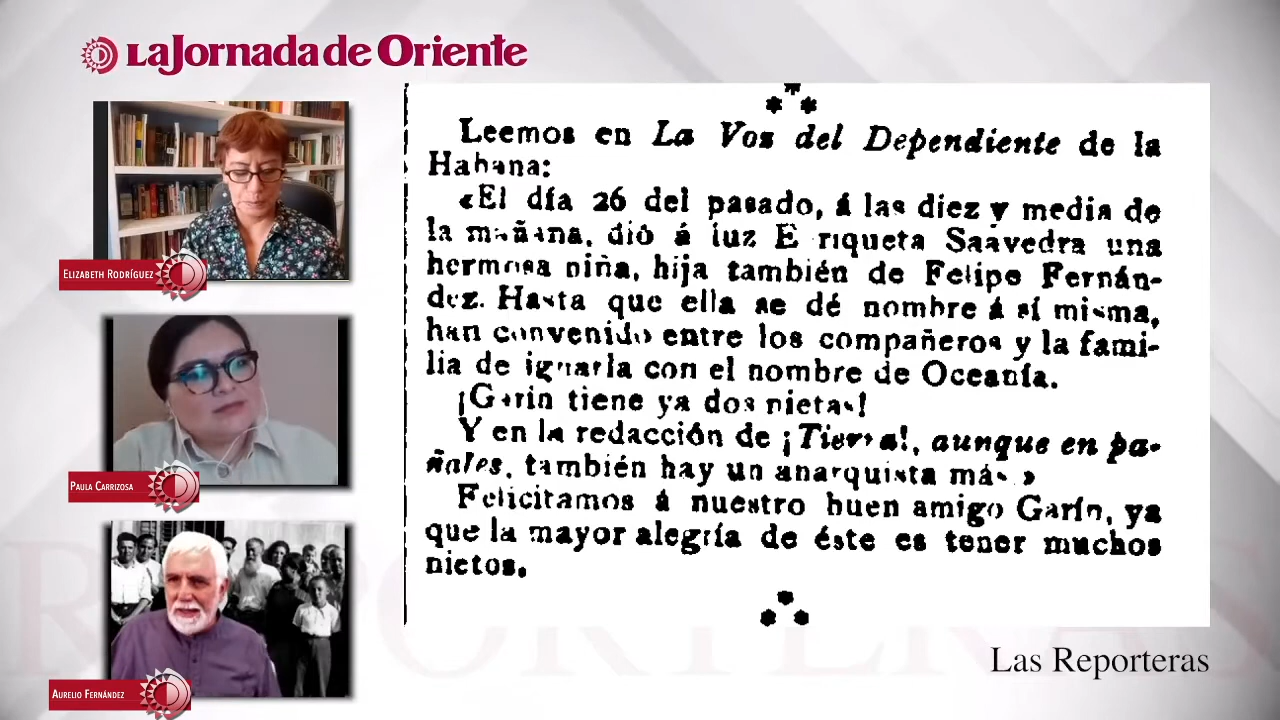 La Jornada de Oriente
Leemos en La Voz del Dependiente de la
Habana:
«El día 26 del pasado, á las diez y media de
la mañana, dió á luz E riqueta Saavedra una
hermosa niña, hija también de Felipe Fernán-
dez. Hasta que ella se dé nombre á sí misma,
han convenido entre los compañeros y la fami-
lia de ignarla con el nombre de Oceanía.
¡Garin tiene ya dos nietas!
Y en la redacción de ¡Tierra!, aunque en pa-
ñales, también hay un anarquista más.»
Felicitamos á nuestro buen amigo Garín, ya
que la mayor alegría de éste es tener muchos
nietos.
ELIZABETH RODRÍGUEZ
PAULA CARRIZOSA
AURELIO FERNÁNDEZ
Las Reporteras
REPORTERAS